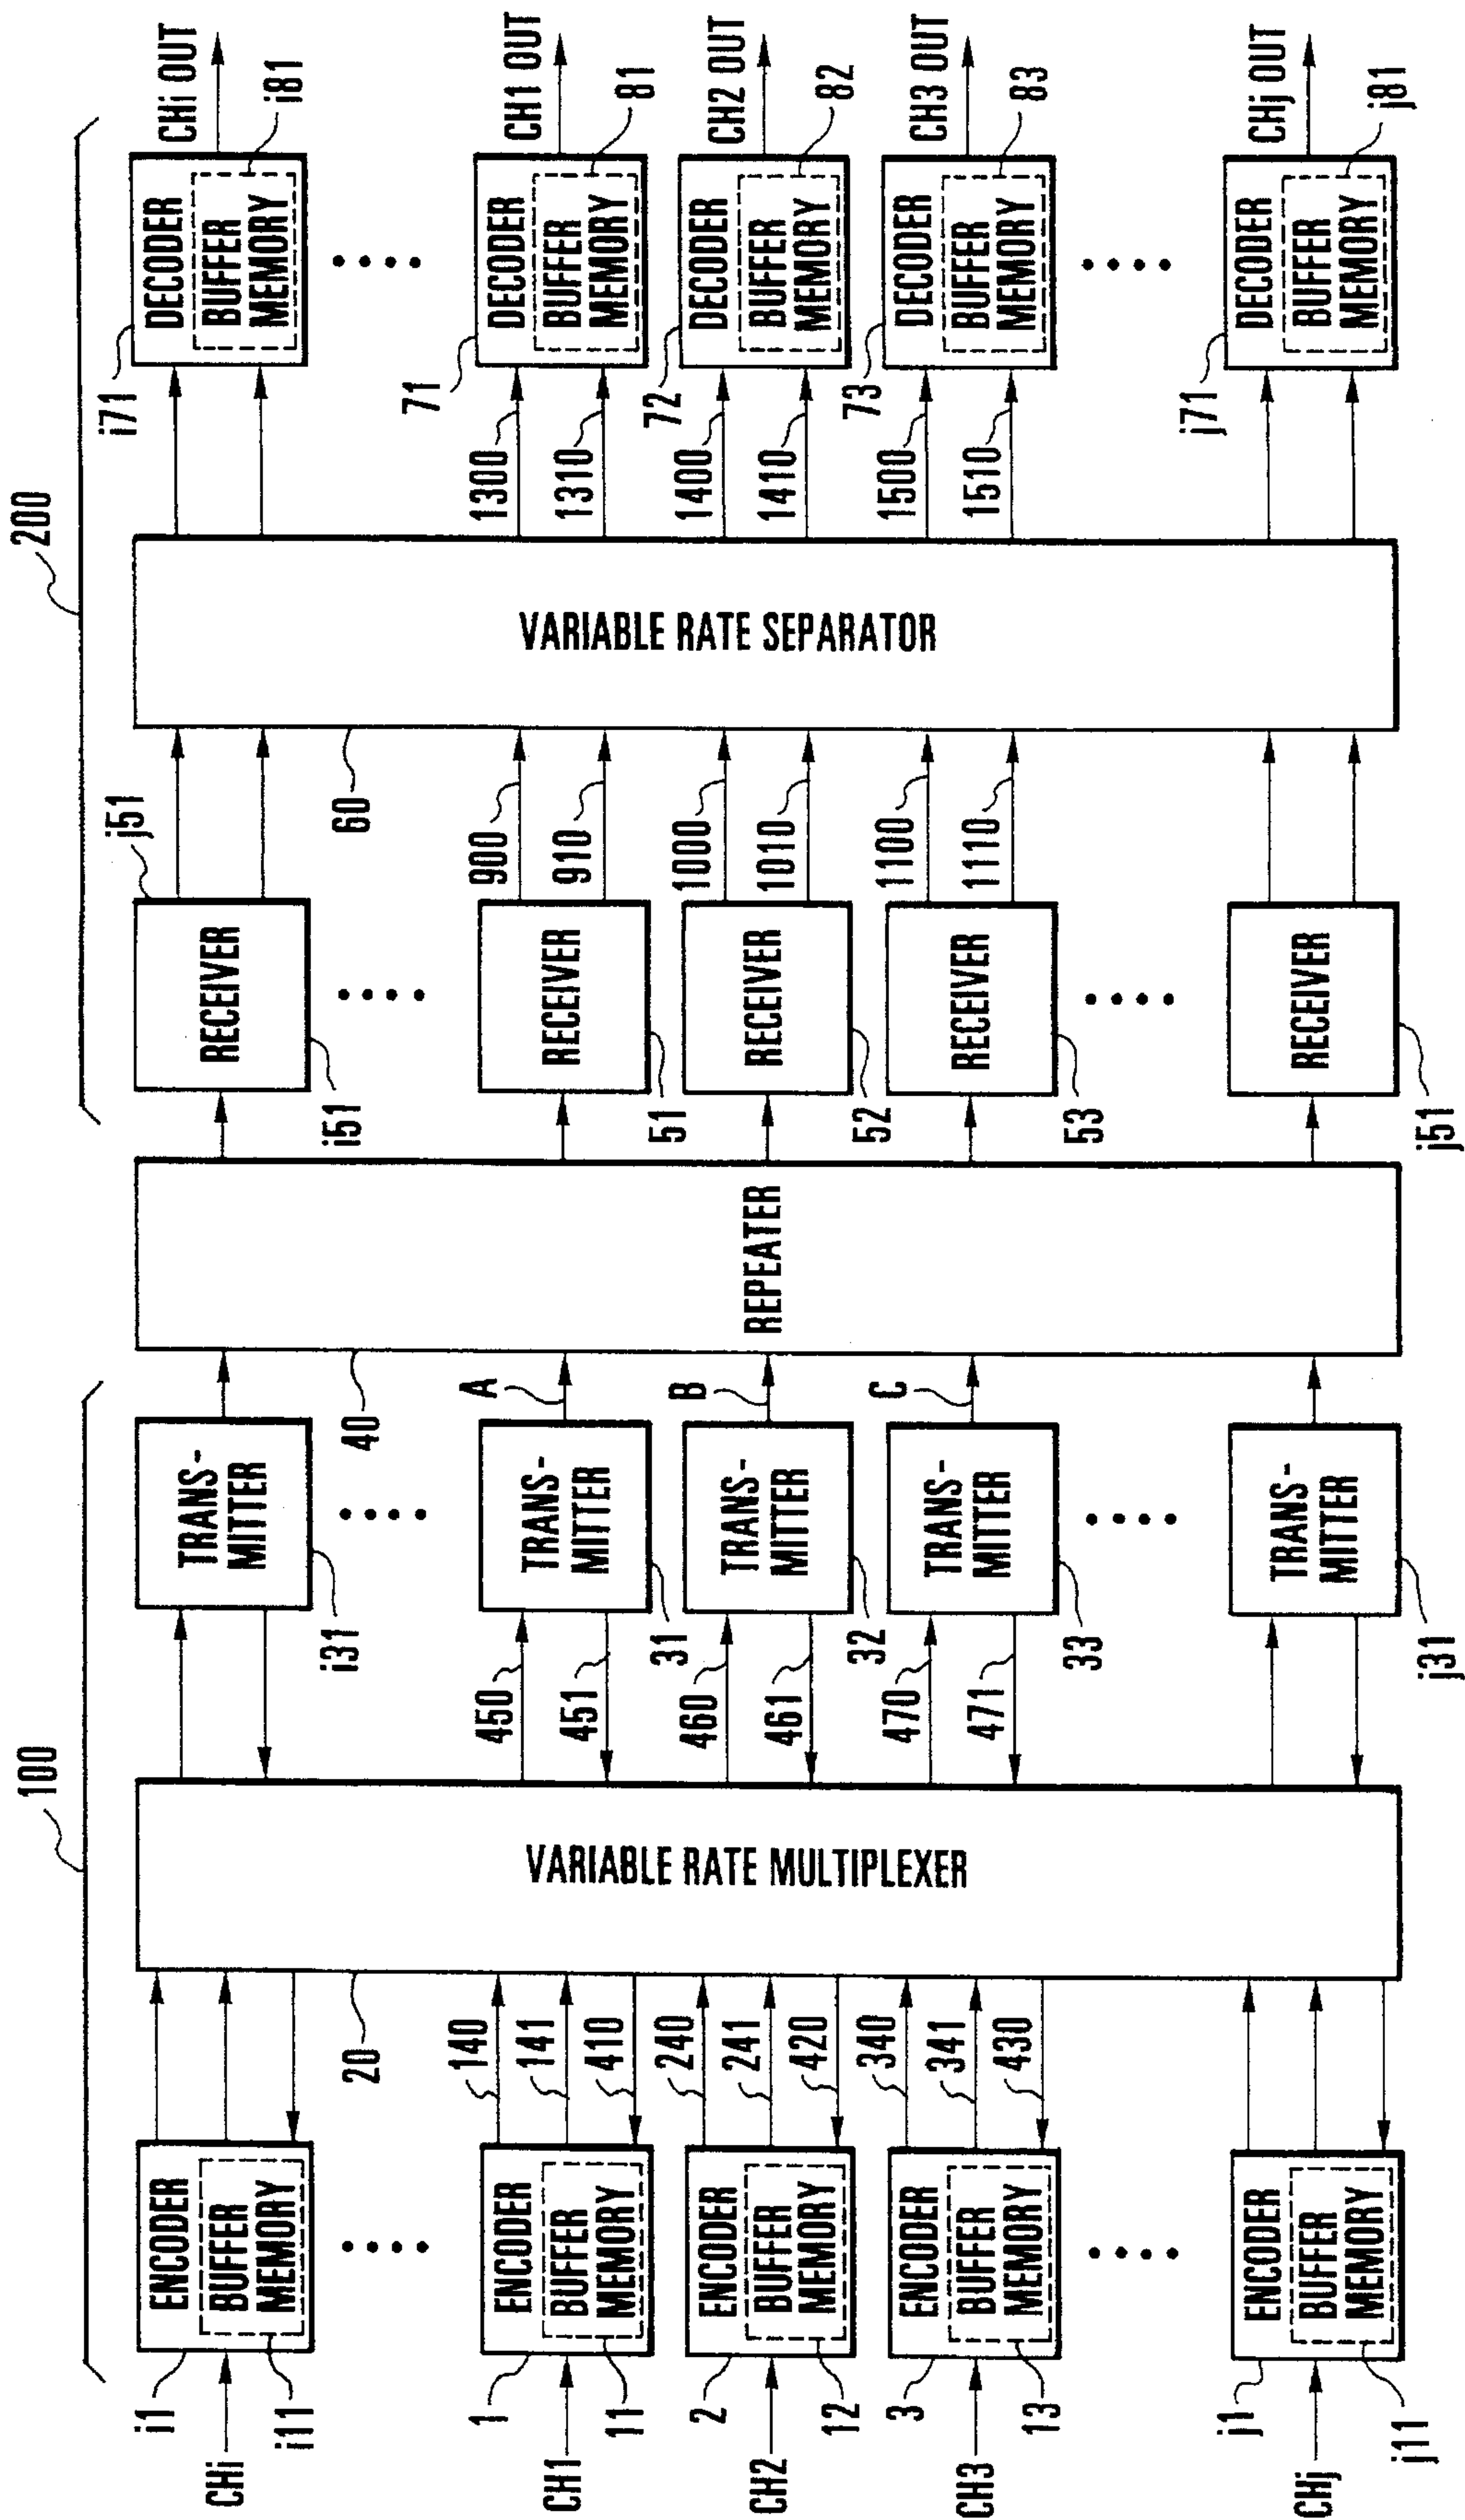 100
200
CHi
i1
i11
ENCODER
BUFFER
MEMORY
20
VARIABLE RATE MULTIPLEXER
TRANS-
MITTER
i31
40
REPEATER
RECEIVER
i51
j51
60
VARIABLE RATE SEPARATOR
i71
DECODER
BUFFER
MEMORY
CHi OUT
i81
CH1
1
11
ENCODER
BUFFER
MEMORY
140
141
410
450
451
TRANS-
MITTER
31
A
RECEIVER
51
900
910
1300
1310
71
DECODER
BUFFER
MEMORY
CH1 OUT
81
CH2
2
12
ENCODER
BUFFER
MEMORY
240
241
420
460
461
TRANS-
MITTER
32
B
RECEIVER
52
1000
1010
1400
1410
72
DECODER
BUFFER
MEMORY
CH2 OUT
82
CH3
3
13
ENCODER
BUFFER
MEMORY
340
341
430
470
471
TRANS-
MITTER
33
C
RECEIVER
53
1100
1110
1500
1510
73
DECODER
BUFFER
MEMORY
CH3 OUT
83
CHj
j1
j11
ENCODER
BUFFER
MEMORY
TRANS-
MITTER
j31
RECEIVER
j51
j71
DECODER
BUFFER
MEMORY
CHj OUT
j81